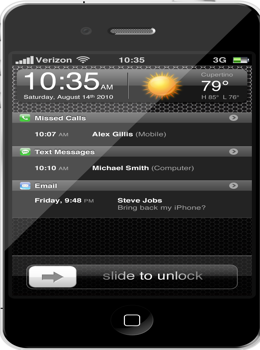 Verizon 10:35 3G
10:35 AM
Saturday, August 14th 2010
Cupertino
79°
H 85° L 76°
Missed Calls
10:07 AM Alex Gillis (Mobile)
Text Messages
10:10 AM Michael Smith (Computer)
Email
Friday, 9:48 PM Steve Jobs
Bring back my iPhone?
slide to unlock